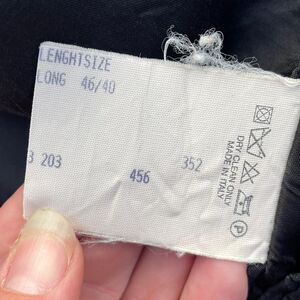 LENGHTSIZE
LONG 46/40
3 203
456
352
DRY CLEAN ONLY
MADE IN ITALY
P